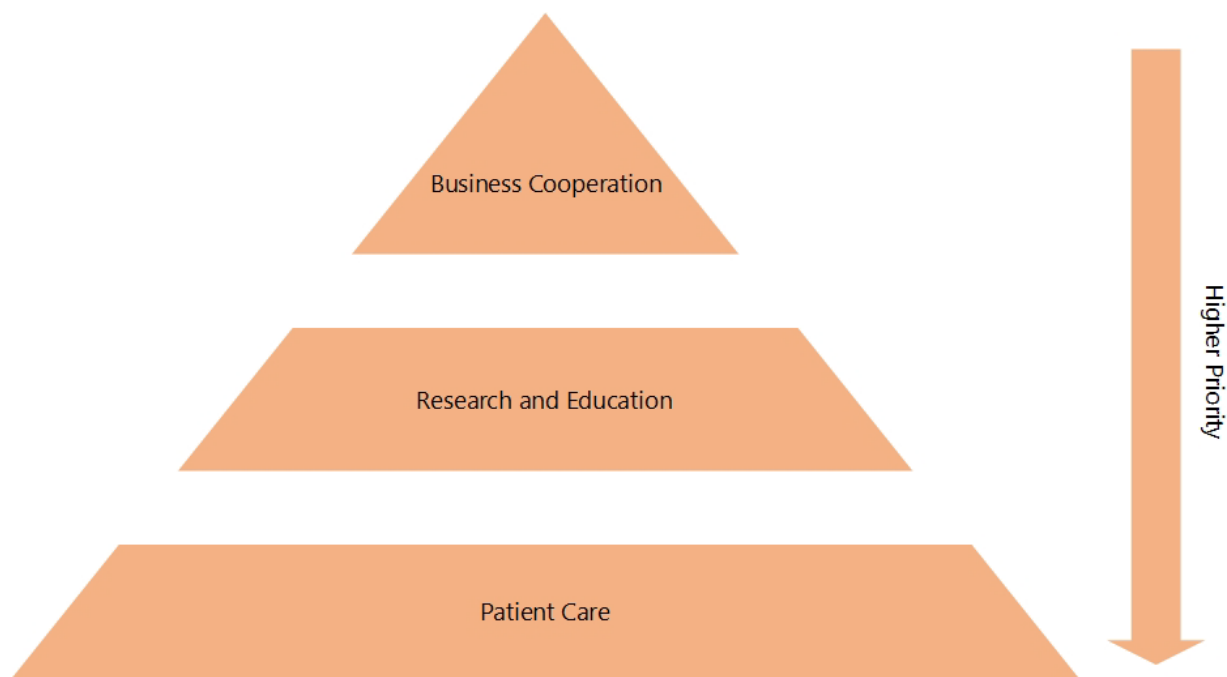 Business Cooperation
Research and Education
Patient Care
Higher Priority